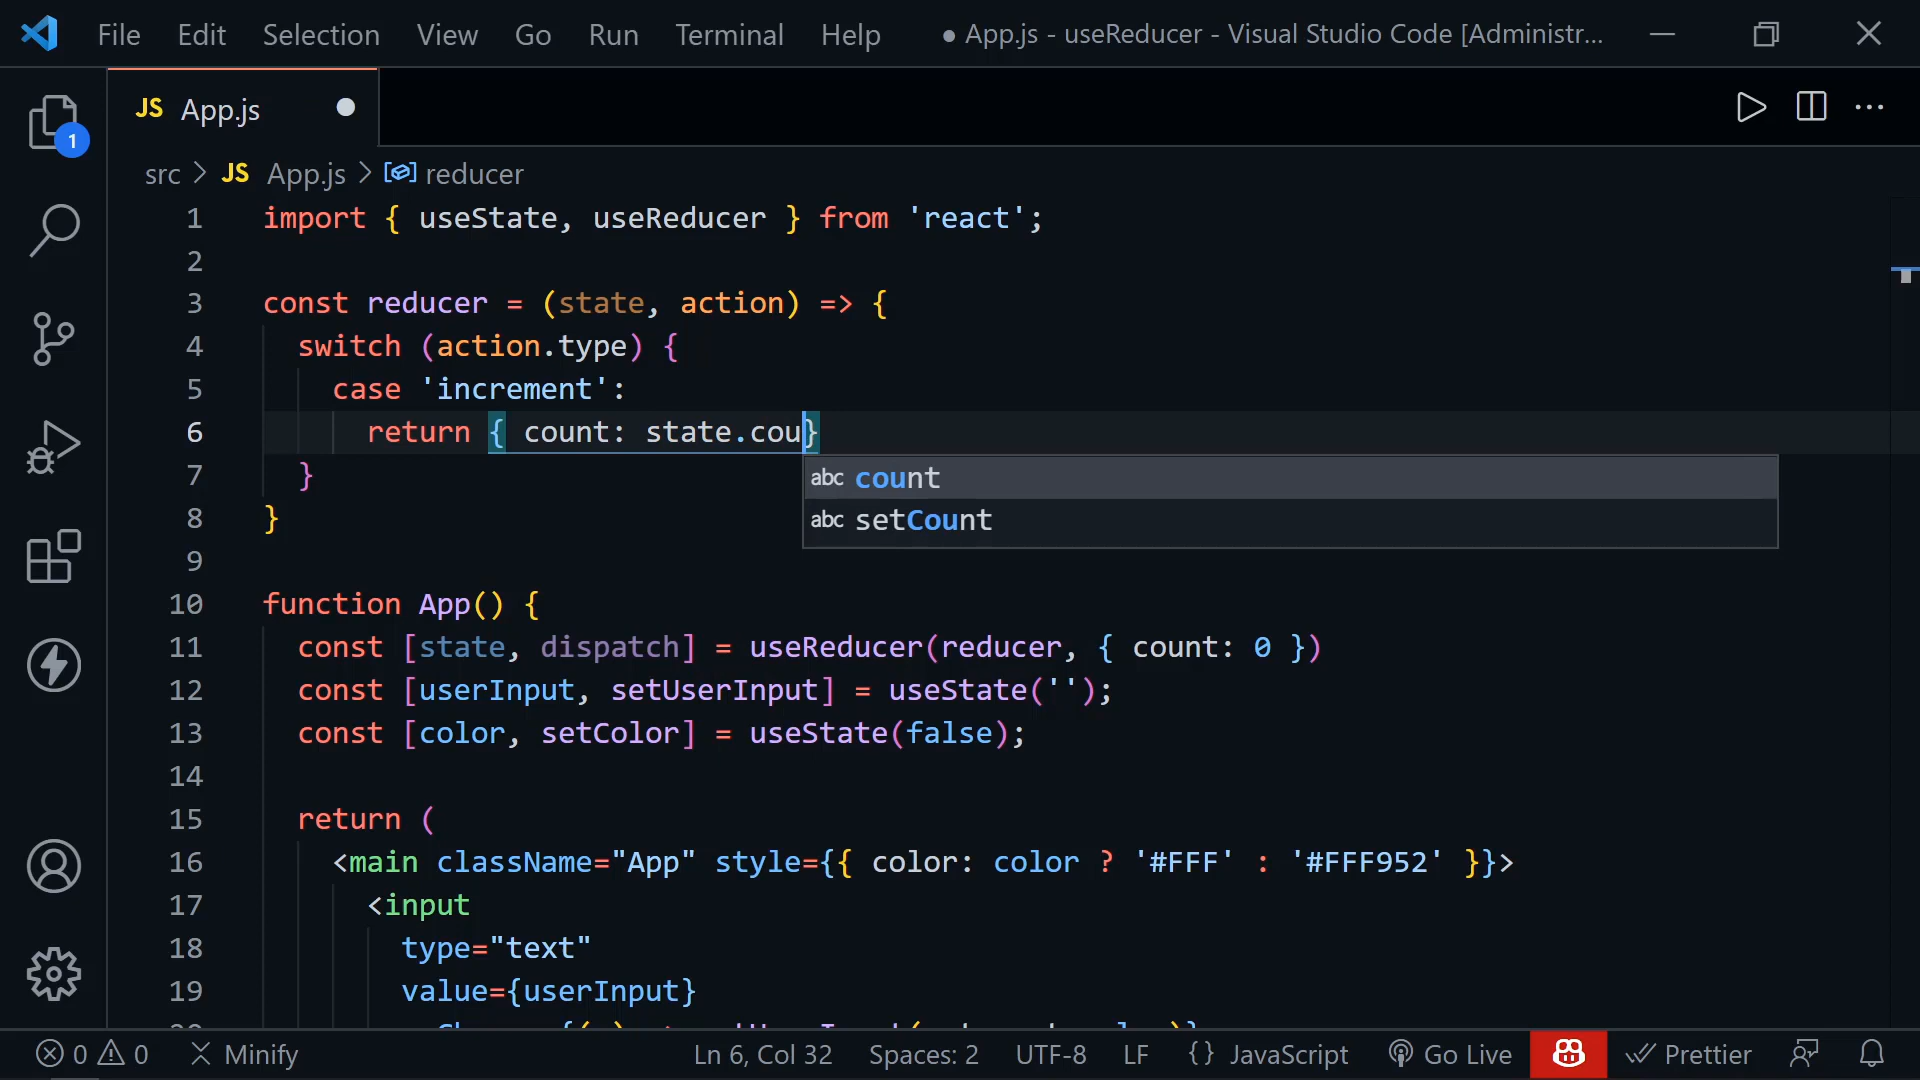 File Edit Selection View Go Run Terminal Help ● App.js - useReducer - Visual Studio Code [Administr...
JS App.js
1
src > JS App.js > reducer
1 import { useState, useReducer } from 'react';
2
3 const reducer = (state, action) => {
4 switch (action.type) {
5 case 'increment':
6 return { count: state.cou}
7 }
8 }
abc count
abc setCount
9
10 function App() {
11 const [state, dispatch] = useReducer(reducer, { count: 0 })
12 const [userInput, setUserInput] = useState('');
13 const [color, setColor] = useState(false);
14
15 return (
16 <main className="App" style={{ color: color ? '#FFF' : '#FFF952' }}>
17 <input
18 type="text"
19 value={userInput}
0 0 Minify Ln 6, Col 32 Spaces: 2 UTF-8 LF {} JavaScript Go Live Prettier